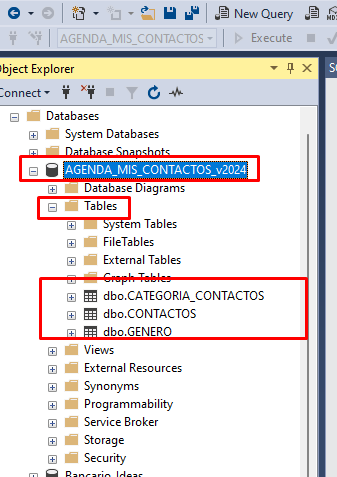 New Query
MD
AGENDA_MIS_CONTACTOS
Execute
Object Explorer
SC
Connect
Databases
System Databases
Database Snapshots
AGENDA_MIS_CONTACTOS_v2024
Database Diagrams
Tables
System Tables
FileTables
External Tables
Graph Tables
dbo.CATEGORIA_CONTACTOS
dbo.CONTACTOS
dbo.GENERO
Views
External Resources
Synonyms
Programmability
Service Broker
Storage
Security